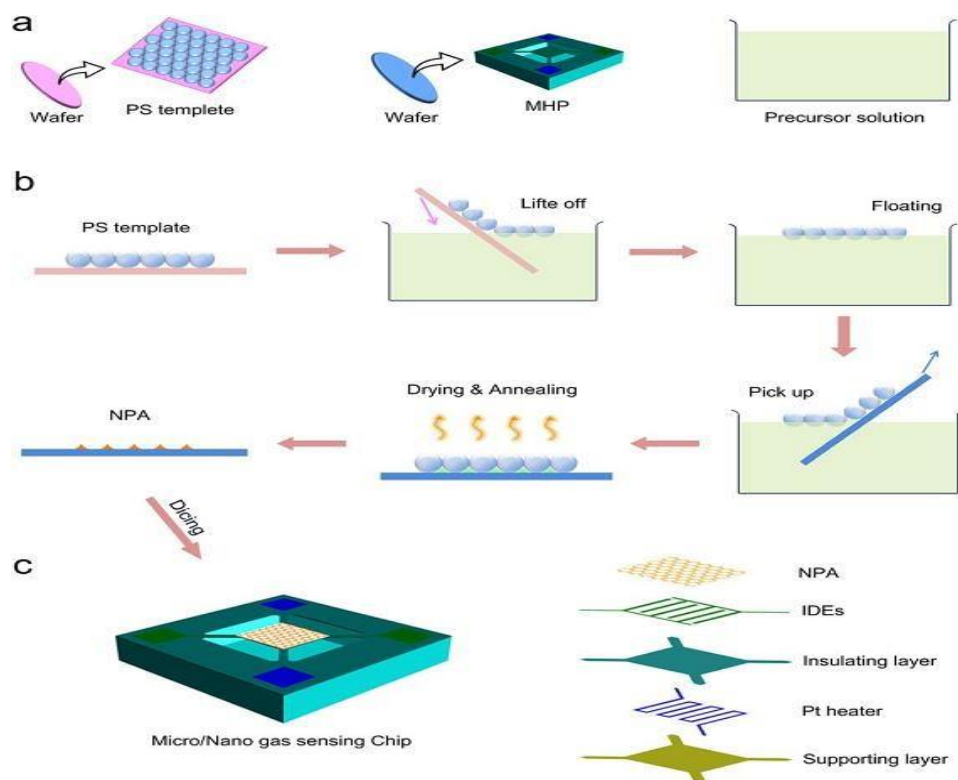 a
Wafer
PS templete
Wafer
MHP
Precursor solution
b
PS template
Lifte off
Floating
NPA
Drying & Annealing
Pick up
Dicing
c
NPA
IDEs
Insulating layer
Pt heater
Supporting layer
Micro/Nano gas sensing Chip